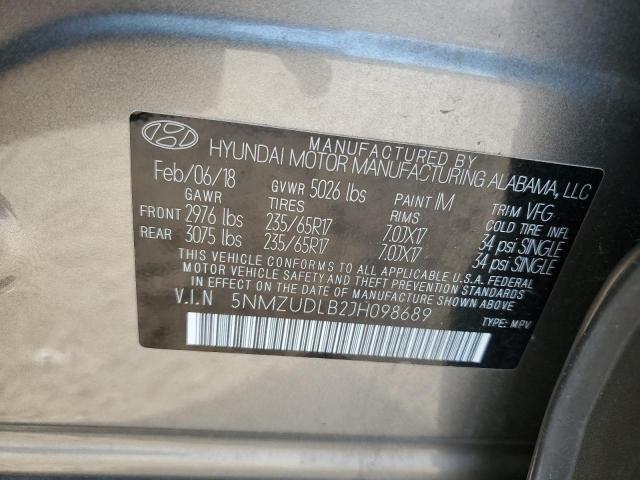 MANUFACTURED BY
HYUNDAI MOTOR MANUFACTURING ALABAMA, LLC
Feb/06/18 GVWR 5026 lbs PAINT IM TRIM VFG
GAWR TIRES RIMS COLD TIRE INFL
FRONT 2976 lbs 235/65R17 7.0JX17 34 psi SINGLE
REAR 3075 lbs 235/65R17 7.0JX17 34 psi SINGLE
THIS VEHICLE CONFORMS TO ALL APPLICABLE U.S.A. FEDERAL
MOTOR VEHICLE SAFETY AND THEFT PREVENTION STANDARDS
IN EFFECT ON THE DATE OF MANUFACTURE SHOWN ABOVE
V.I.N 5NMZUDLB2JH098689
TYPE: MPV